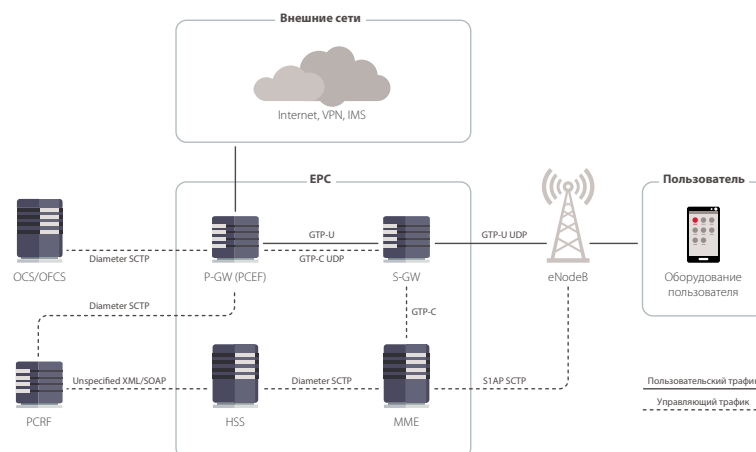 Внешние сети
Internet, VPN, IMS
EPC
Пользователь
GTP-U
GTP-U UDP
Diameter SCTP
GTP-C UDP
OCS/OFCS
P-GW (PCEF)
S-GW
eNodeB
Оборудование
пользователя
Diameter SCTP
GTP-C
Unspecified XML/SOAP
Diameter SCTP
S1AP SCTP
Пользовательский трафик
Управляющий трафик
PCRF
HSS
MME